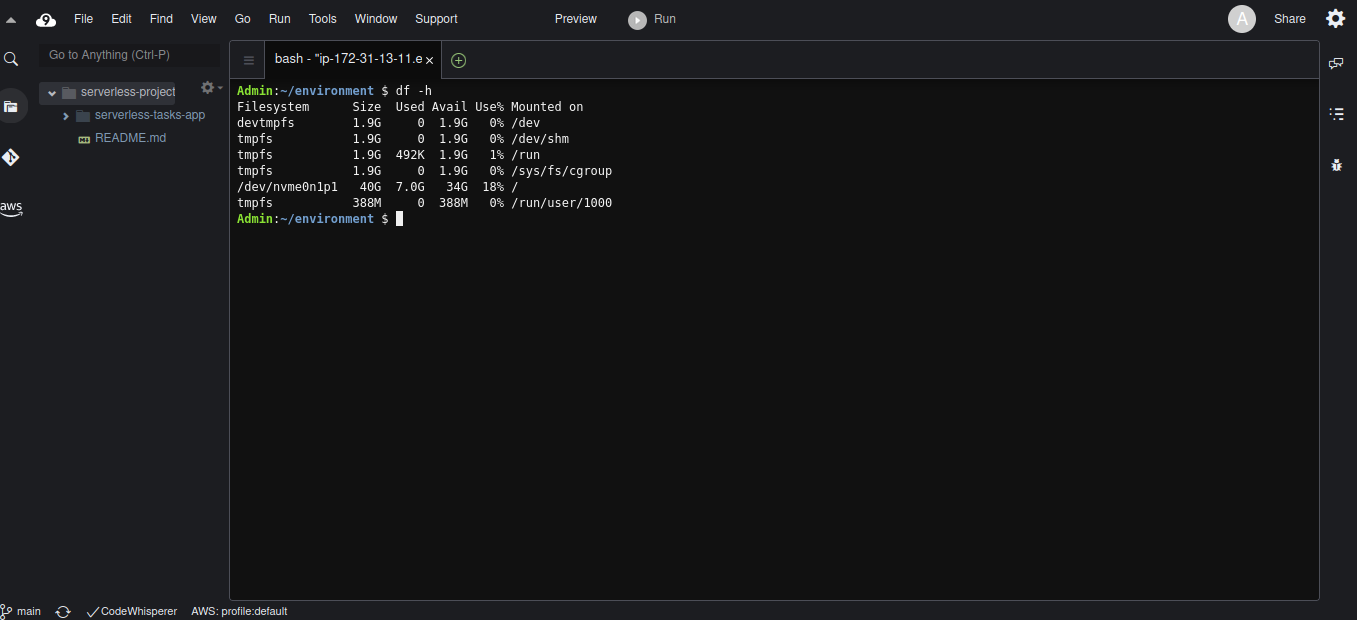 9 File Edit Find View Go Run Tools Window Support Preview Run A Share
Go to Anything (Ctrl-P)
bash - "ip-172-31-13-11.e ×
serverless-project
serverless-tasks-app
README.md
aws
Admin:~/environment $ df -h
Filesystem      Size  Used Avail Use% Mounted on
devtmpfs        1.9G     0  1.9G   0% /dev
tmpfs           1.9G     0  1.9G   0% /dev/shm
tmpfs           1.9G  492K  1.9G   1% /run
tmpfs           1.9G     0  1.9G   0% /sys/fs/cgroup
/dev/nvme0n1p1   40G  7.0G   34G  18% /
tmpfs           388M     0  388M   0% /run/user/1000
Admin:~/environment $
main CodeWhisperer AWS: profile:default